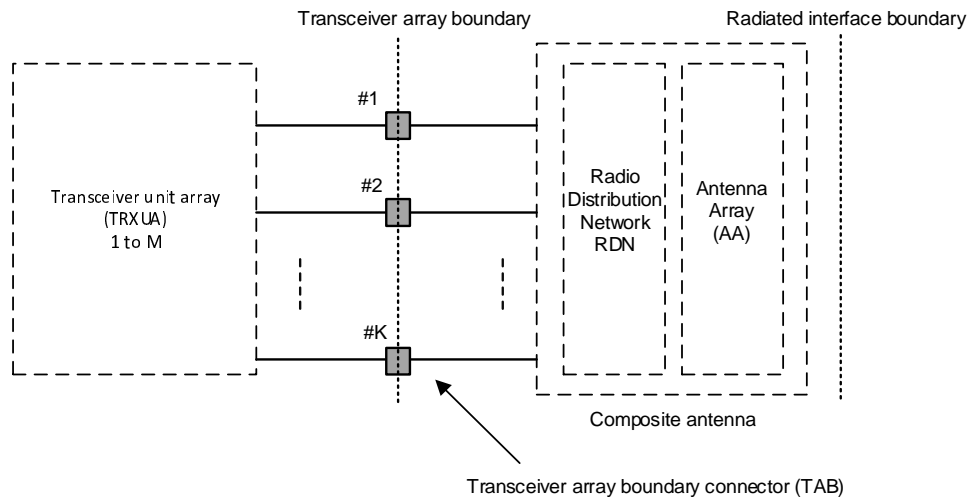 Transceiver array boundary
Radiated interface boundary
#1
#2
#K
Transceiver unit array
(TRXUA)
1 to M
Radio
Distribution
Network
RDN
Antenna
Array
(AA)
Composite antenna
Transceiver array boundary connector (TAB)